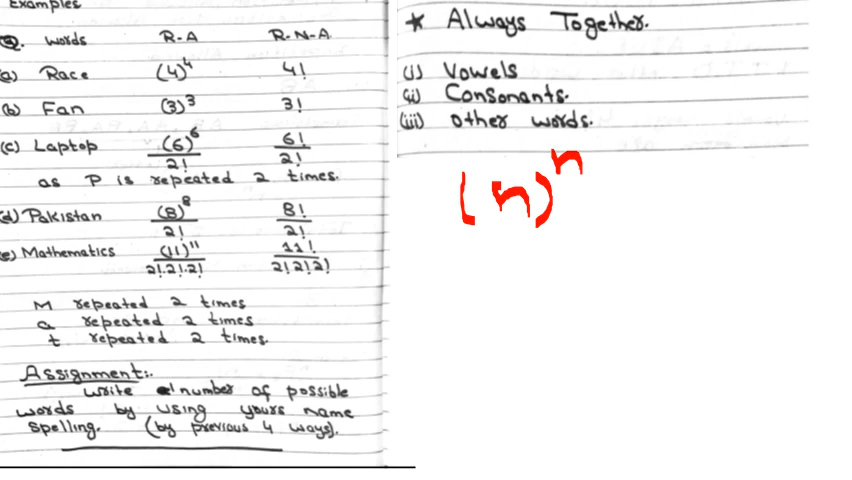 Examples
Q. words R-A R-N-A
(a) Race (4)⁴ 4!
(b) Fan (3)³ 3!
(c) Laptop (6)⁶/2! 6!/2!
as P is repeated 2 times.
(d) Pakistan (8)⁸/2! 8!/2!
(e) Mathematics (11)¹¹/2!.2!.2! 11!/2!2!2!
M repeated 2 times
a repeated 2 times
t repeated 2 times.
Assignment:.
write number of possible
words by using yours name
spelling. (by previous 4 ways).
* Always Together.
(i) Vowels
(ii) Consonants.
(iii) other words.
(n)ⁿ